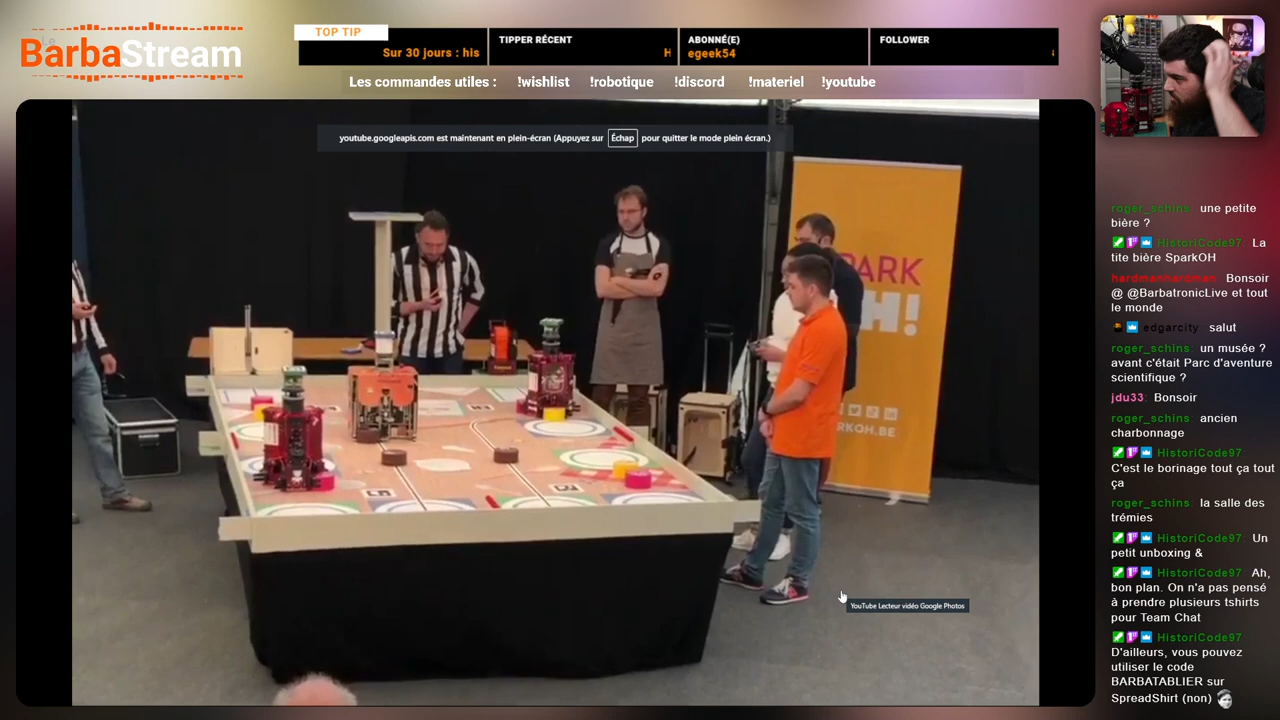 Le
BarbaStream
TOP TIP
Sur 30 jours : his
TIPPER RÉCENT
H
ABONNÉ(E)
egeek54
FOLLOWER
Les commandes utiles : !wishlist !robotique !discord !materiel !youtube
youtube.googleapis.com est maintenant en plein-écran (Appuyez sur Échap pour quitter le mode plein écran.)
PARK
H!
RKOH.BE
YouTube Lecteur vidéo Google Photos
roger_schins: une petite
bière ?
HistoriCode97: La
tite bière SparkOH
hardmanhardman: Bonsoir
@ @BarbatronicLive et tout
le monde
edgarcity: salut
roger_schins: un musée ?
avant c'était Parc d'aventure
scientifique ?
jdu33: Bonsoir
roger_schins: ancien
charbonnage
HistoriCode97:
C'est le borinage tout ça tout
ça
roger_schins: la salle des
trémies
HistoriCode97: Un
petit unboxing &
HistoriCode97: Ah,
bon plan. On n'a pas pensé
à prendre plusieurs tshirts
pour Team Chat
HistoriCode97:
D'ailleurs, vous pouvez
utiliser le code
BARBATABLIER sur
SpreadShirt (non)